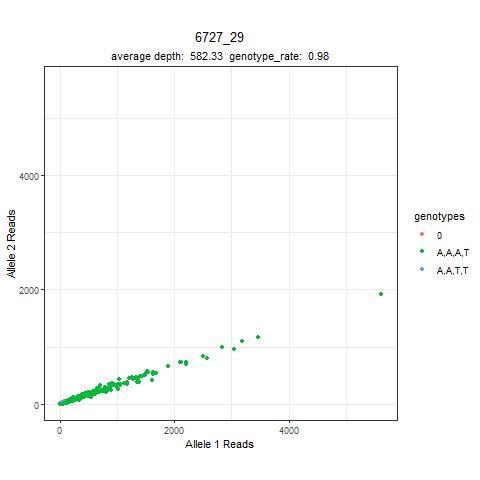 6727_29
average depth:  582.33  genotype_rate:  0.98
Allele 2 Reads
4000
2000
0
0
2000
4000
Allele 1 Reads
genotypes
0
A,A,A,T
A,A,T,T